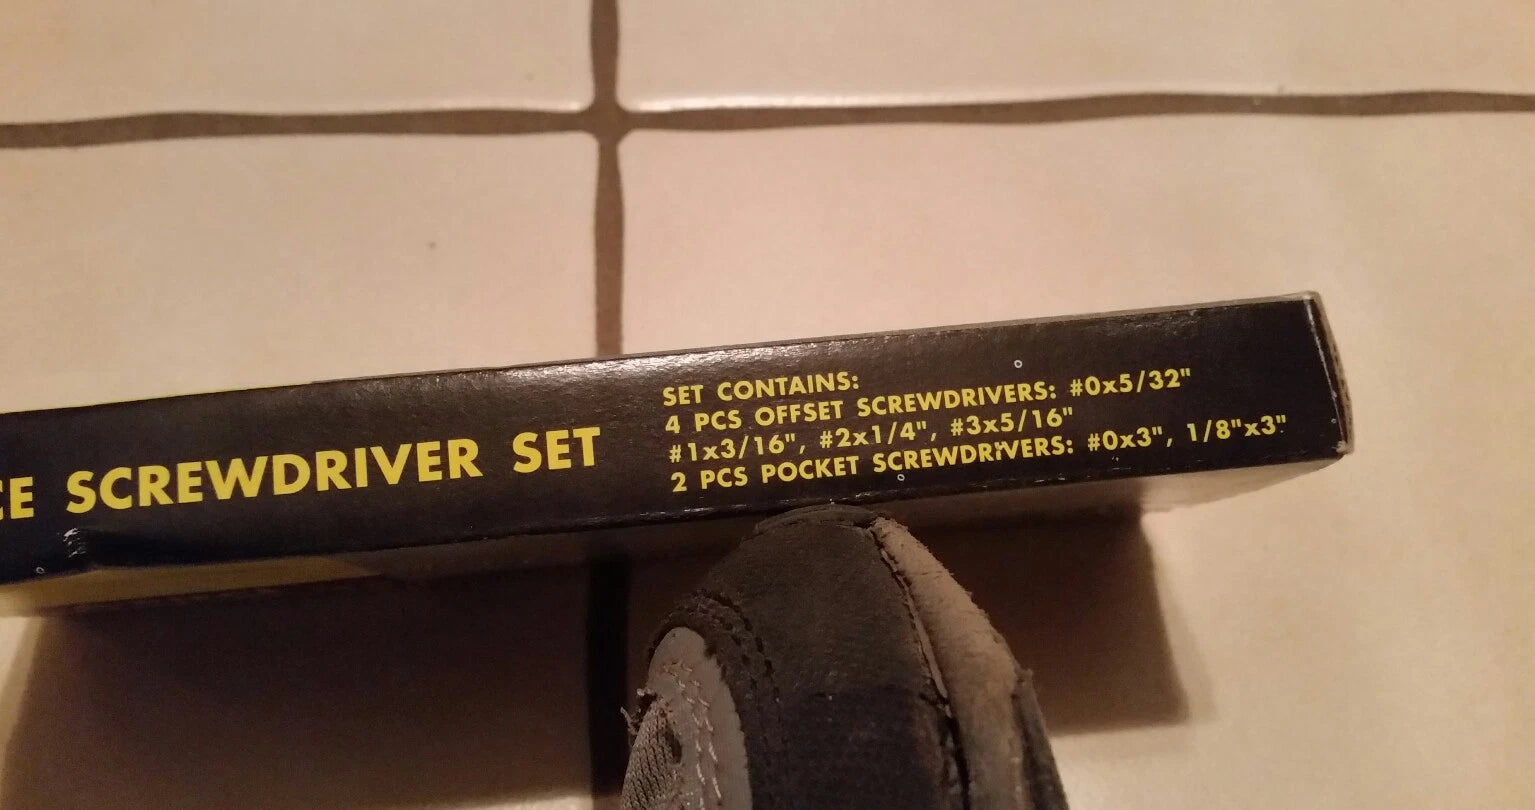 CE SCREWDRIVER SET
SET CONTAINS:
4 PCS OFFSET SCREWDRIVERS: #0x5/32"
#1x3/16", #2x1/4", #3x5/16"
2 PCS POCKET SCREWDRIVERS: #0x3", 1/8"x3"